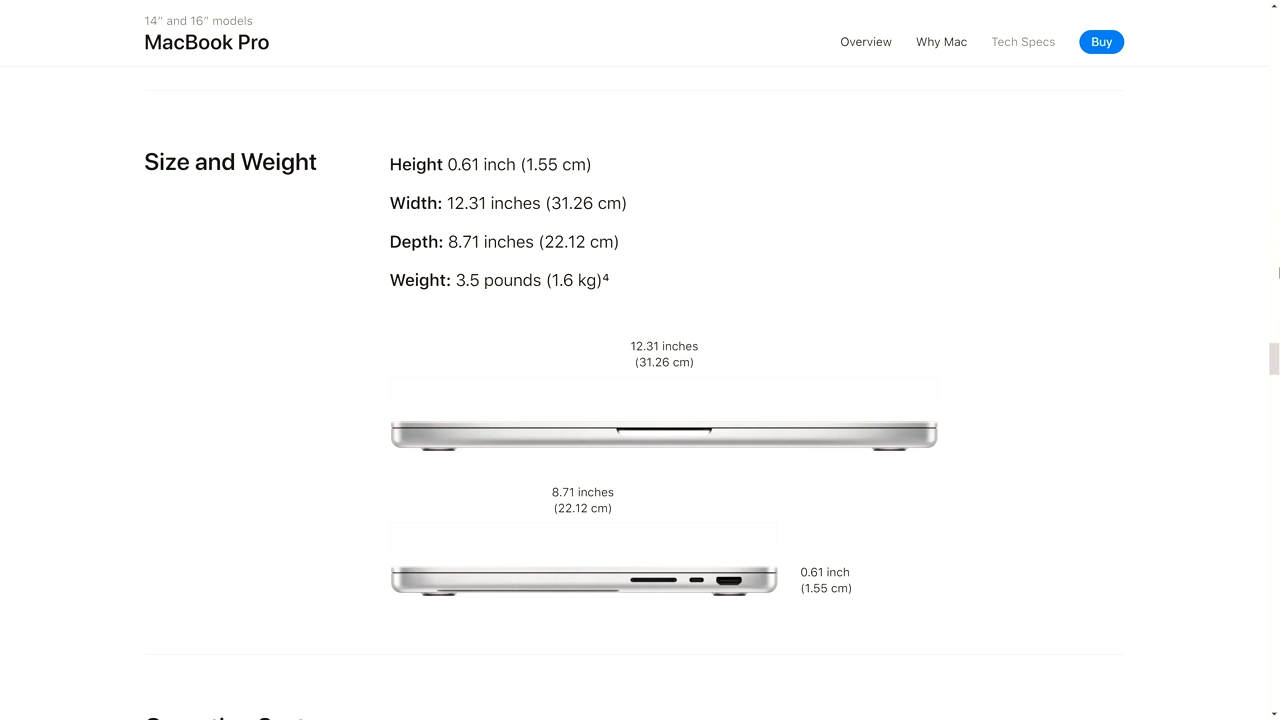 14″ and 16″ models
MacBook Pro
Overview
Why Mac
Tech Specs
Buy
Size and Weight
Height 0.61 inch (1.55 cm)
Width: 12.31 inches (31.26 cm)
Depth: 8.71 inches (22.12 cm)
Weight: 3.5 pounds (1.6 kg)⁴
12.31 inches
(31.26 cm)
8.71 inches
(22.12 cm)
0.61 inch
(1.55 cm)